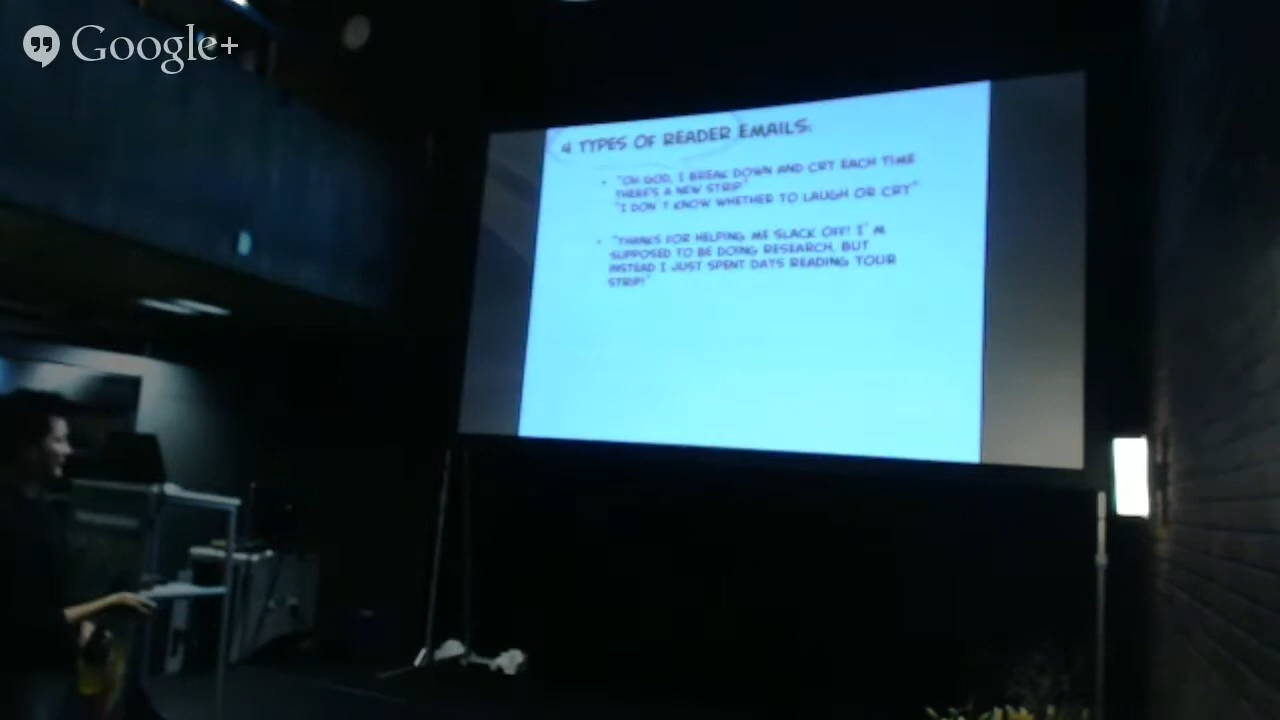 Google+
4 TYPES OF READER EMAILS:
• "OH GOD, I BREAK DOWN AND CRY EACH TIME
THERE'S A NEW STRIP"
"I DON'T KNOW WHETHER TO LAUGH OR CRY"
• "THANKS FOR HELPING ME SLACK OFF! I'M
SUPPOSED TO BE DOING RESEARCH, BUT
INSTEAD I JUST SPENT DAYS READING YOUR
STRIP!"